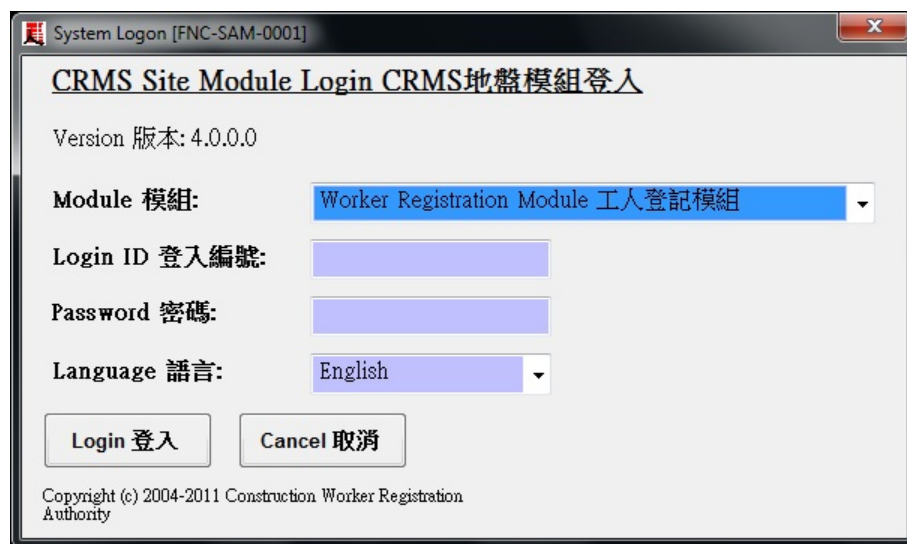 System Logon [FNC-SAM-0001]
CRMS Site Module Login CRMS地盤模組登入
Version 版本: 4.0.0.0
Module 模組:
Worker Registration Module 工人登記模組
Login ID 登入編號:
Password 密碼:
Language 語言:
English
Login 登入
Cancel 取消
Copyright (c) 2004-2011 Construction Worker Registration
Authority